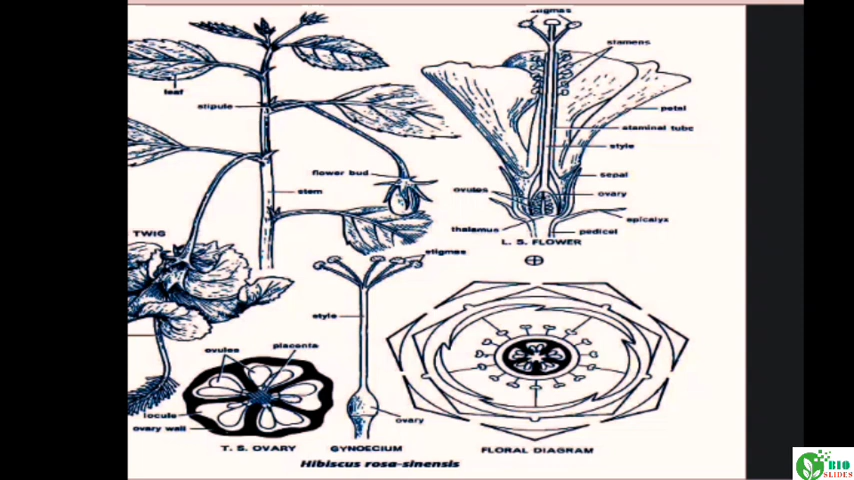 stigmas
stamens
leaf
stipule
petal
staminal tube
style
flower bud
sepal
stem
ovules
ovary
epicalyx
thalamus
pedicel
TWIG
L. S. FLOWER
stigmas
style
ovules
placenta
locule
ovary
ovary wall
T. S. OVARY
GYNOECIUM
FLORAL DIAGRAM
Hibiscus rosa-sinensis
BIO
SLIDES